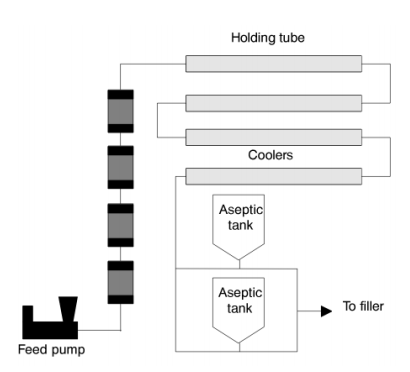 Holding tube
Coolers
Aseptic
tank
Aseptic
tank
To filler
Feed pump